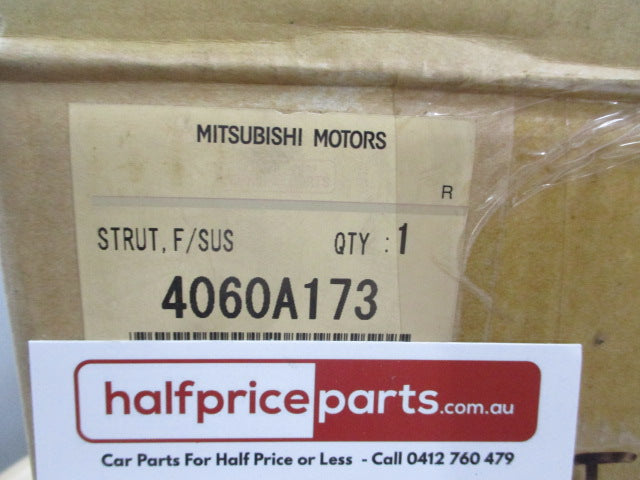 MITSUBISHI MOTORS
R
STRUT, F/SUS QTY : 1
4060A173
halfpriceparts.com.au
Car Parts For Half Price or Less - Call 0412 760 479